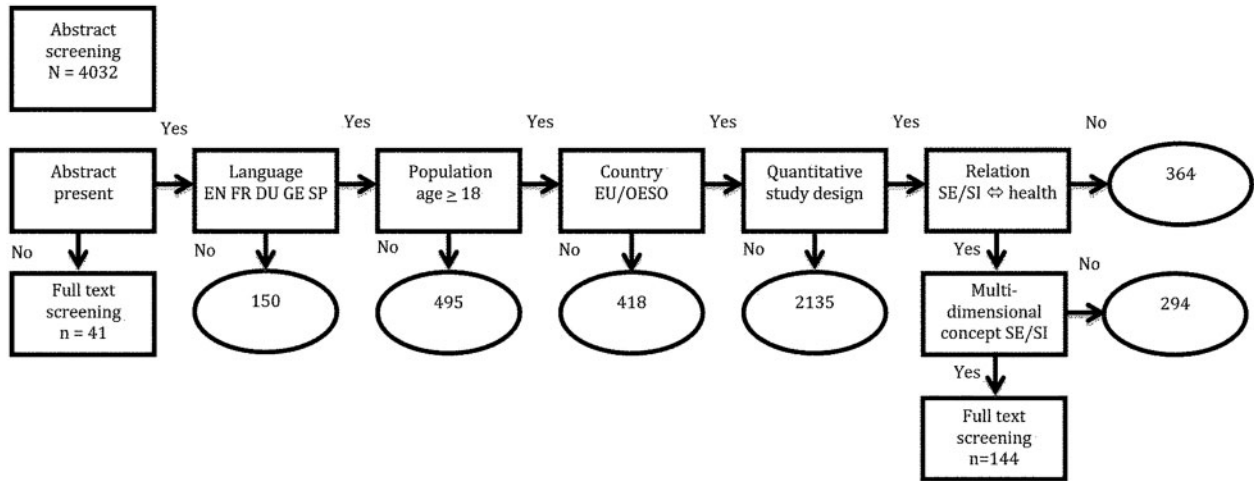 Abstract
screening
N = 4032
Yes
Yes
Yes
Yes
Yes
No
Abstract
present
Language
EN FR DU GE SP
Population
age ≥ 18
Country
EU/OESO
Quantitative
study design
Relation
SE/SI ⇔ health
364
No
No
No
No
No
Yes
No
Full text
screening
n = 41
150
495
418
2135
Multi-
dimensional
concept SE/SI
294
Yes
Full text
screening
n=144